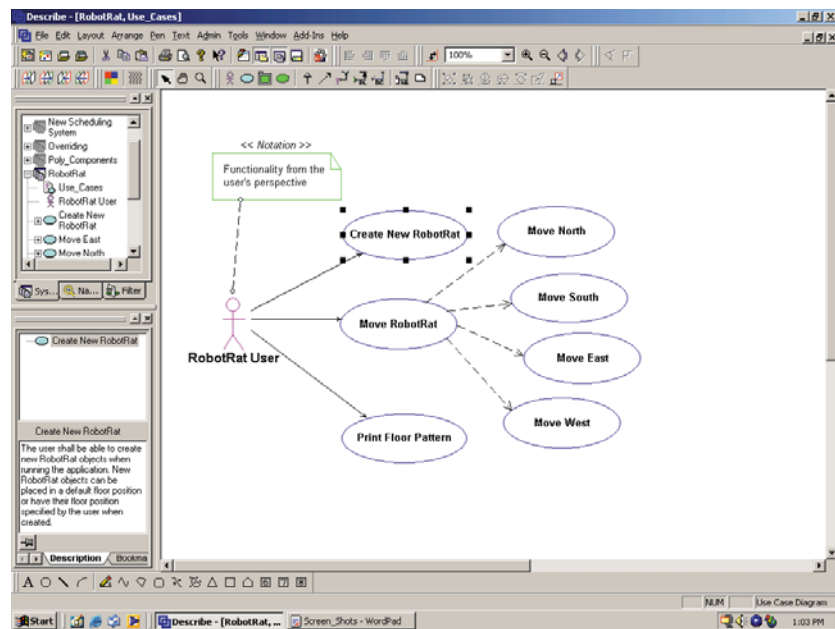 Describe - [RobotRat, Use_Cases]
File Edit Layout Arrange Pen Text Admin Tools Window Add-Ins Help
100%
New Scheduling
System
Overriding
Poly_Components
RobotRat
Use_Cases
RobotRat User
Create New
RobotRat
Move East
Move North
Sys... Na... Filter
Create New RobotRat
Create New RobotRat
The user shall be able to create
new RobotRat objects when
running the application. New
RobotRat objects can be
placed in a default floor position
or have their floor position
specified by the user when
created.
Description Bookma
<< Notation >>
Functionality from the
user's perspective
Create New RobotRat
Move North
Move South
Move RobotRat
Move East
RobotRat User
Move West
Print Floor Pattern
NUM Use Case Diagram
Start Describe - [RobotRat, ... Screen_Shots - WordPad 1:03 PM